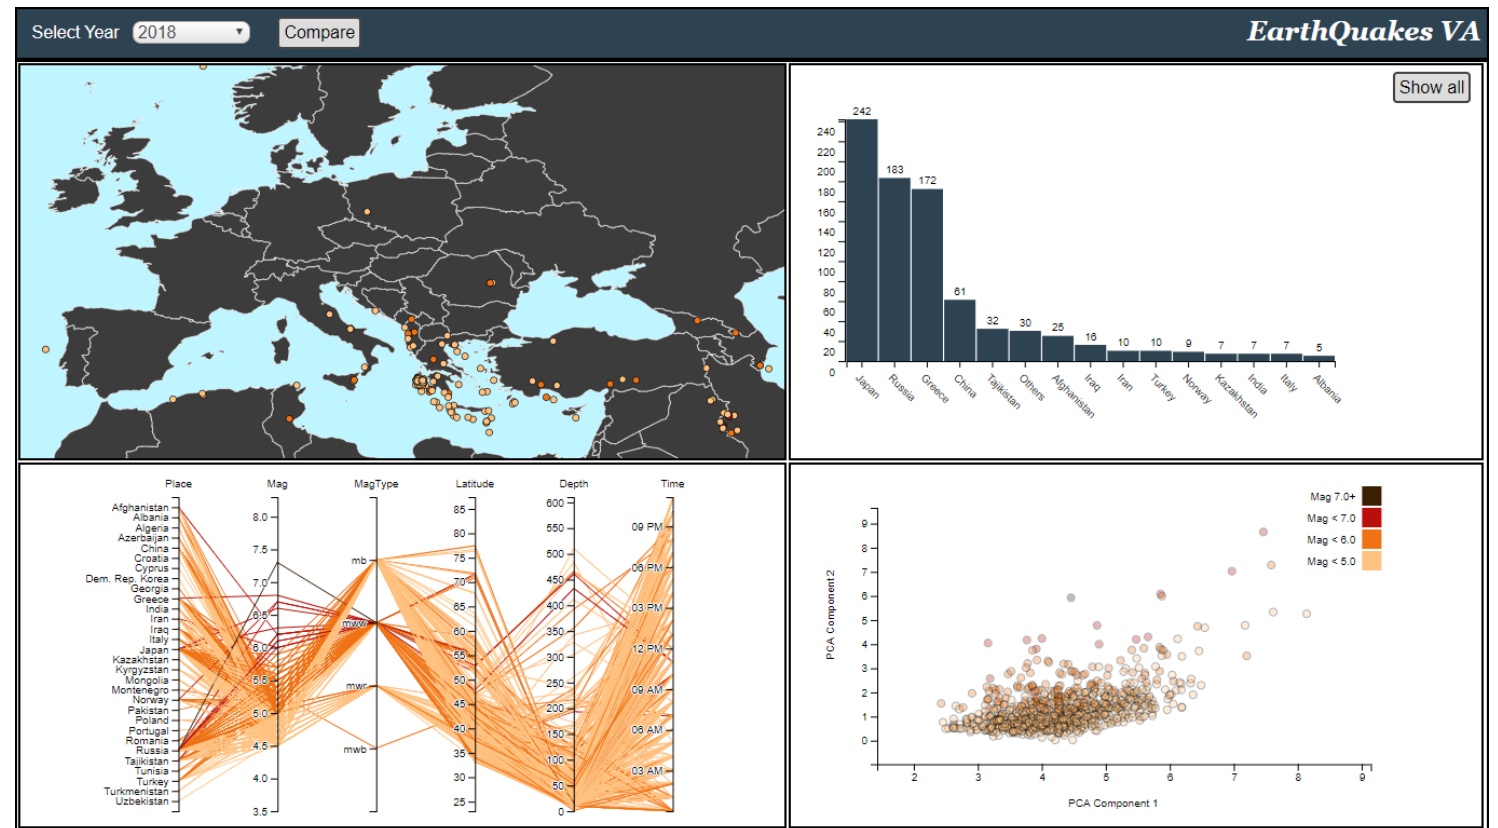 Select Year 2018 Compare EarthQuakes VA
Show all
242
183
172
61
32
30
25
16
10
10
9
7
7
7
5
240
220
200
180
160
140
120
100
80
60
40
20
0
Japan
Russia
Greece
China
Tajikistan
Others
Afghanistan
Iraq
Iran
Turkey
Norway
Kazakhstan
India
Italy
Albania
Place Mag MagType Latitude Depth Time
Afghanistan
Albania
Algeria
Azerbaijan
China
Croatia
Cyprus
Dem. Rep. Korea
Georgia
Greece
India
Iran
Iraq
Italy
Japan
Kazakhstan
Kyrgyzstan
Mongolia
Montenegro
Norway
Pakistan
Poland
Portugal
Romania
Russia
Tajikistan
Tunisia
Turkey
Turkmenistan
Uzbekistan
8.0
7.5
7.0
6.5
6.0
5.5
5.0
4.5
4.0
3.5
mb
mww
mwr
mwb
85
80
75
70
65
60
55
50
45
40
35
30
25
600
550
500
450
400
350
300
250
200
150
100
50
0
09 PM
06 PM
03 PM
12 PM
09 AM
06 AM
03 AM
Mag 7.0+
Mag < 7.0
Mag < 6.0
Mag < 5.0
PCA Component2
9
8
7
6
5
4
3
2
1
0
2 3 4 5 6 7 8 9
PCA Component 1